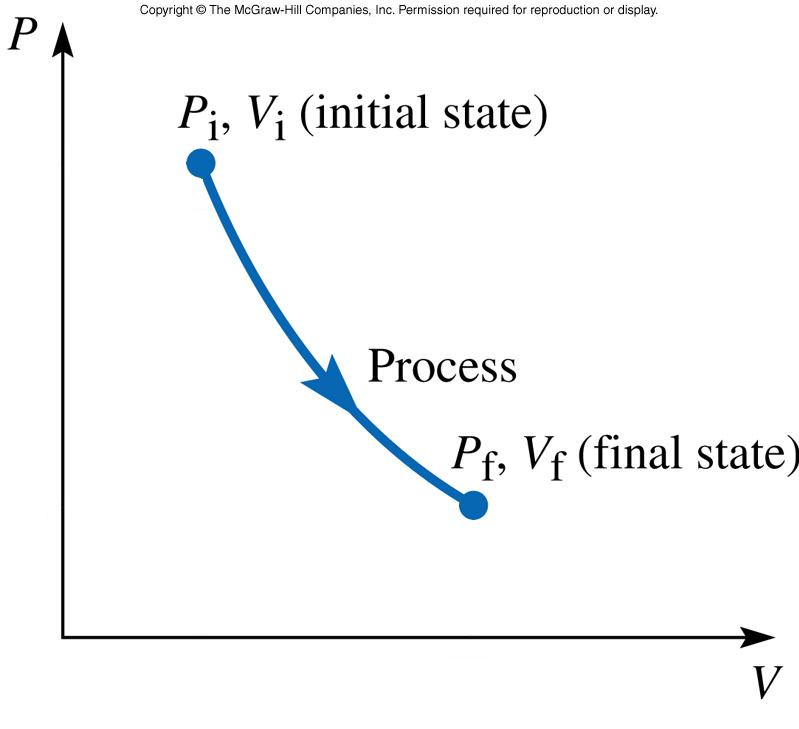 Copyright © The McGraw-Hill Companies, Inc. Permission required for reproduction or display.
P
Pi, Vi (initial state)
Process
Pf, Vf (final state)
V